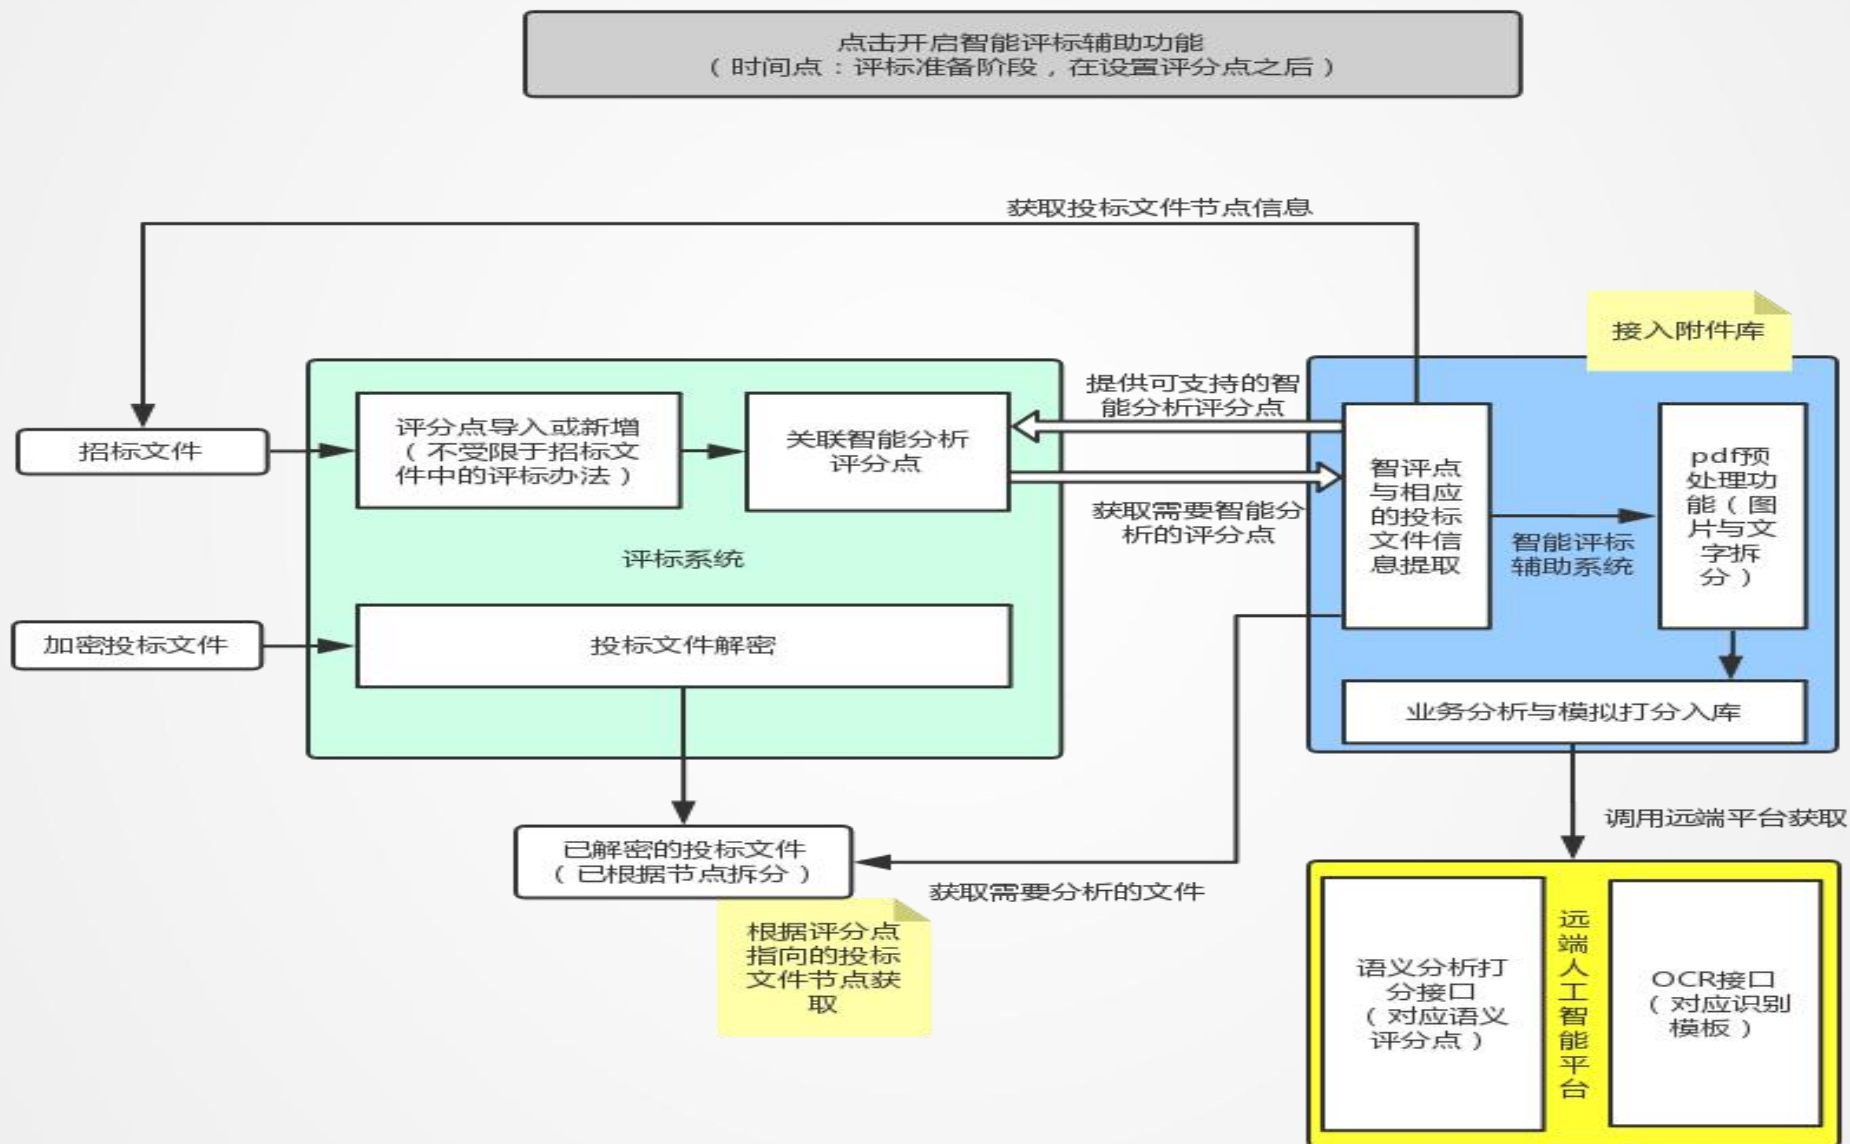 点击开启智能评标辅助功能
（时间点：评标准备阶段，在设置评分点之后）
获取投标文件节点信息
接入附件库
招标文件
评分点导入或新增
（不受限于招标文
件中的评标办法）
关联智能分析
评分点
提供可支持的智
能分析评分点
获取需要智能分
析的评分点
智评点
与相应
的投标
文件信
息提取
智能评标
辅助系统
pdf预
处理功
能（图
片与文
字拆
分）
评标系统
加密投标文件
投标文件解密
业务分析与模拟打分入库
调用远端平台获取
已解密的投标文件
（已根据节点拆分）
获取需要分析的文件
根据评分点
指向的投标
文件节点获
取
语义分析打
分接口
（对应语义
评分点）
远
端
人
工
智
能
平
台
OCR接口
（对应识别
模板）